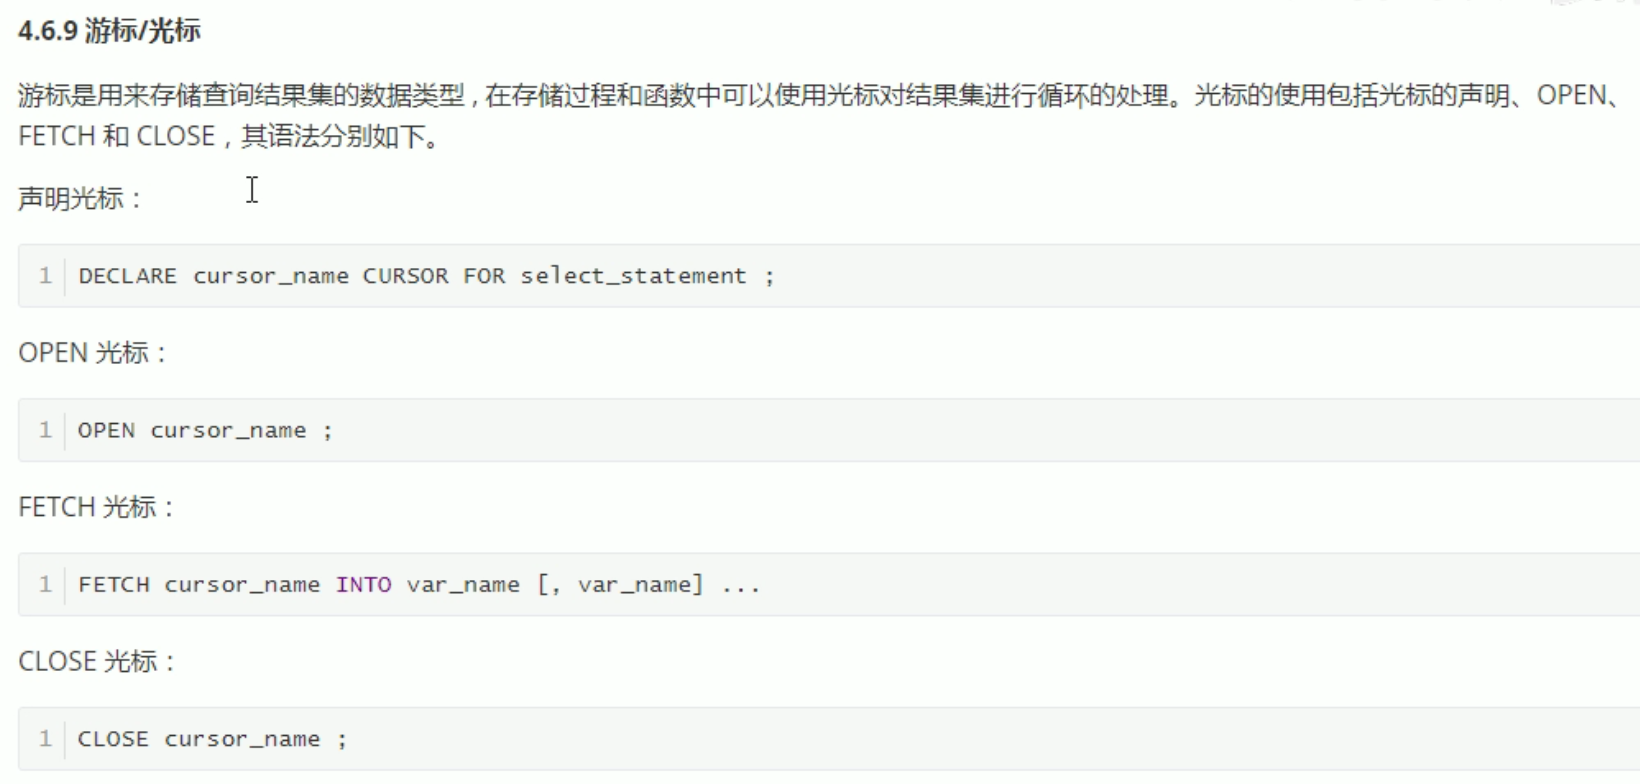 4.6.9 游标/光标
游标是用来存储查询结果集的数据类型 , 在存储过程和函数中可以使用光标对结果集进行循环的处理。光标的使用包括光标的声明、OPEN、
FETCH 和 CLOSE , 其语法分别如下。
声明光标：
1 DECLARE cursor_name CURSOR FOR select_statement ;
OPEN 光标：
1 OPEN cursor_name ;
FETCH 光标：
1 FETCH cursor_name INTO var_name [, var_name] ...
CLOSE 光标：
1 CLOSE cursor_name ;